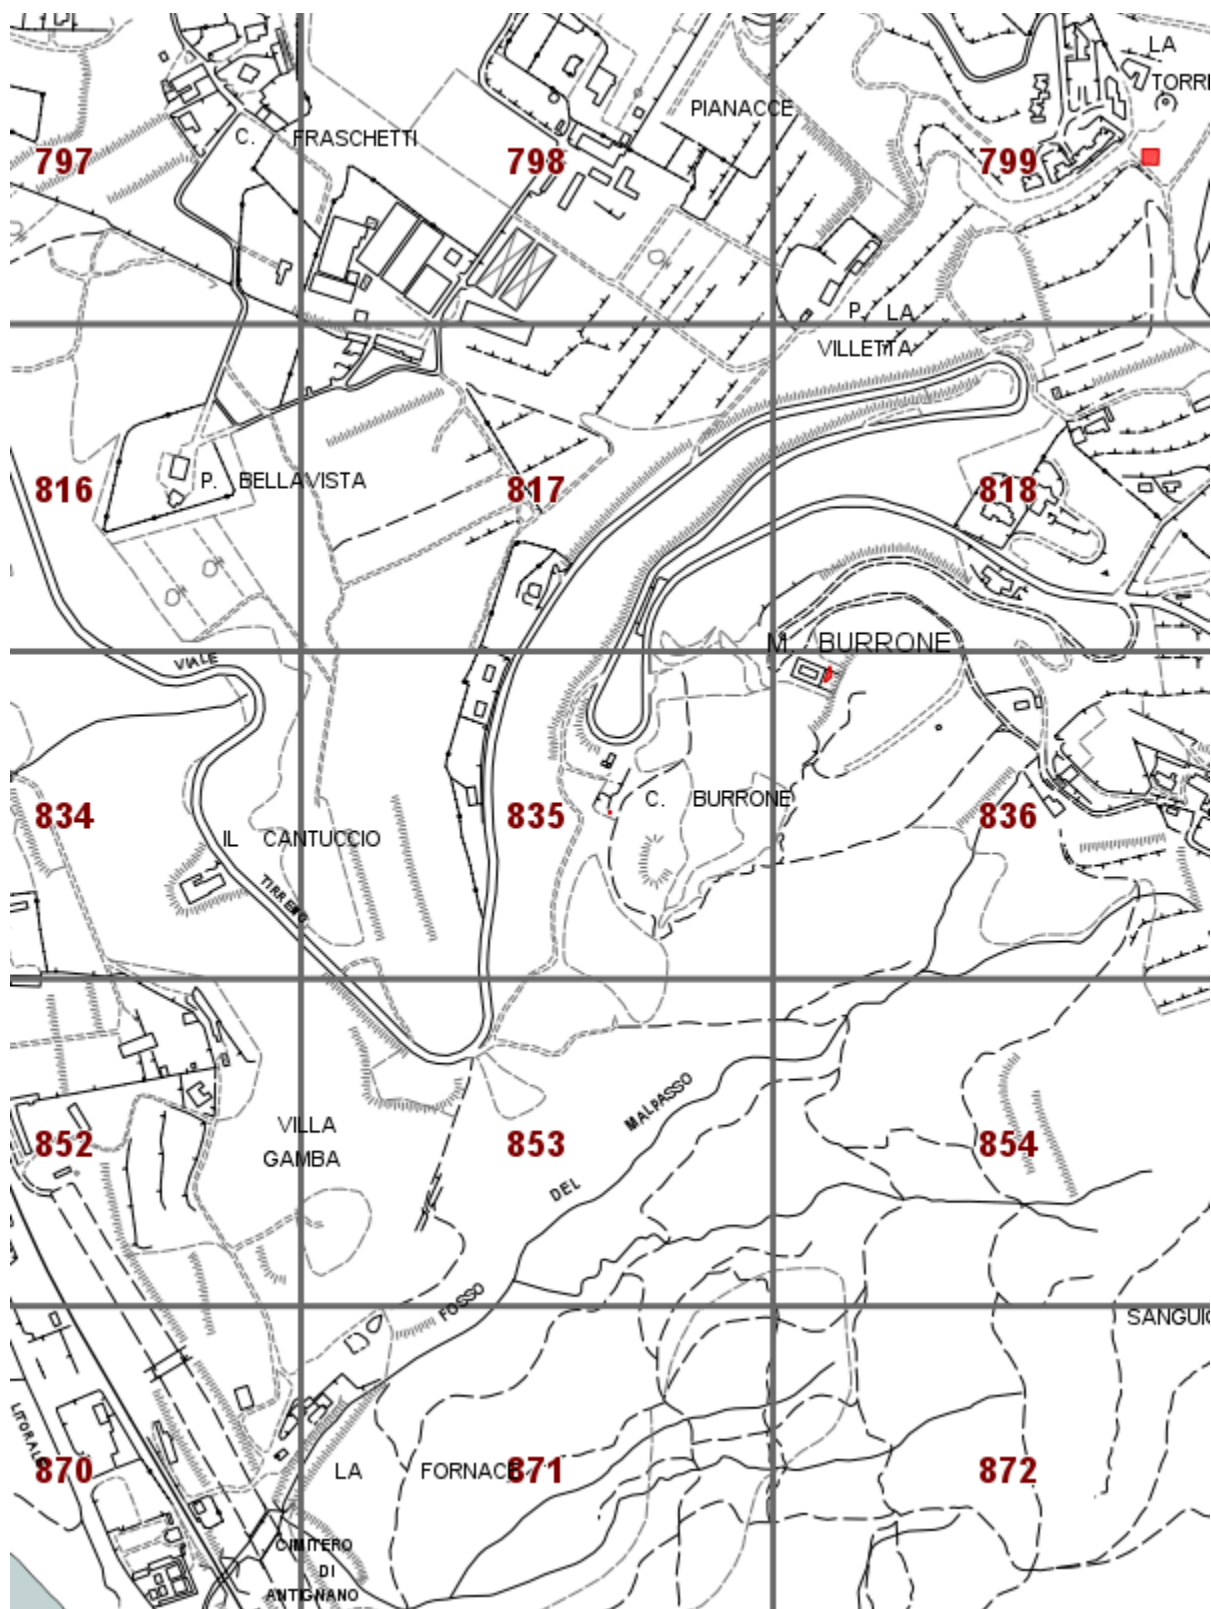 LA
TORR
PIANACCE
C. FRASCHETTI
797
798
799
P. LA
VILLETTA
P. BELLAVISTA
816
817
818
M. BURRONE
VIALE
C. BURRONE
834
835
836
IL CANTUCCIO
TIRRENO
MALPASSO
VILLA
GAMBA
852
853
854
DEL
FOSSO
SANGUIG
LITORALE
870
LA FORNACE
871
872
CIMITERO
DI
ANTIGNANO